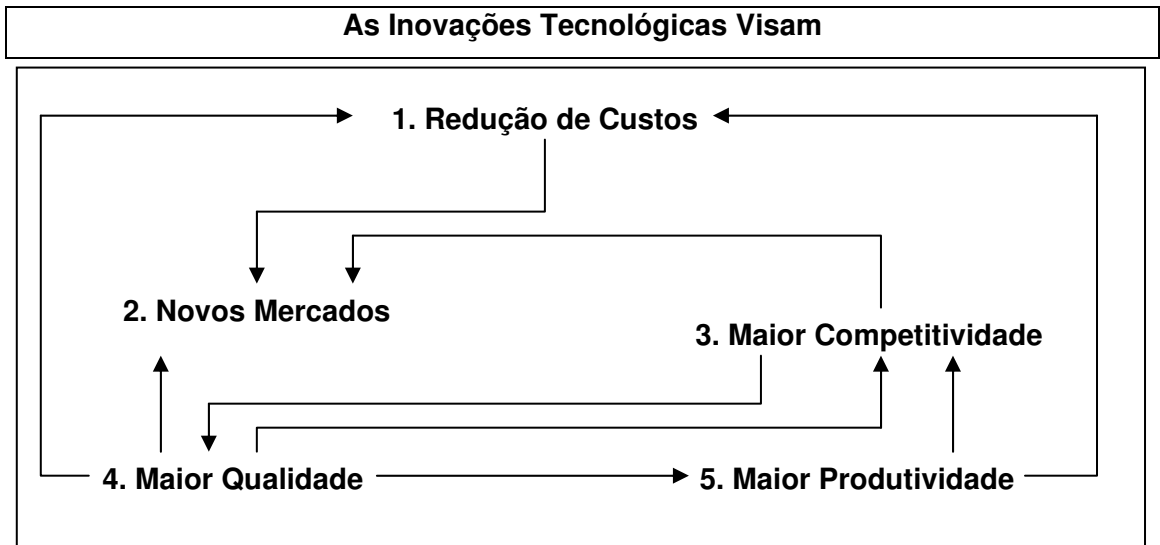 As Inovações Tecnológicas Visam
1. Redução de Custos
2. Novos Mercados
3. Maior Competitividade
4. Maior Qualidade
5. Maior Produtividade